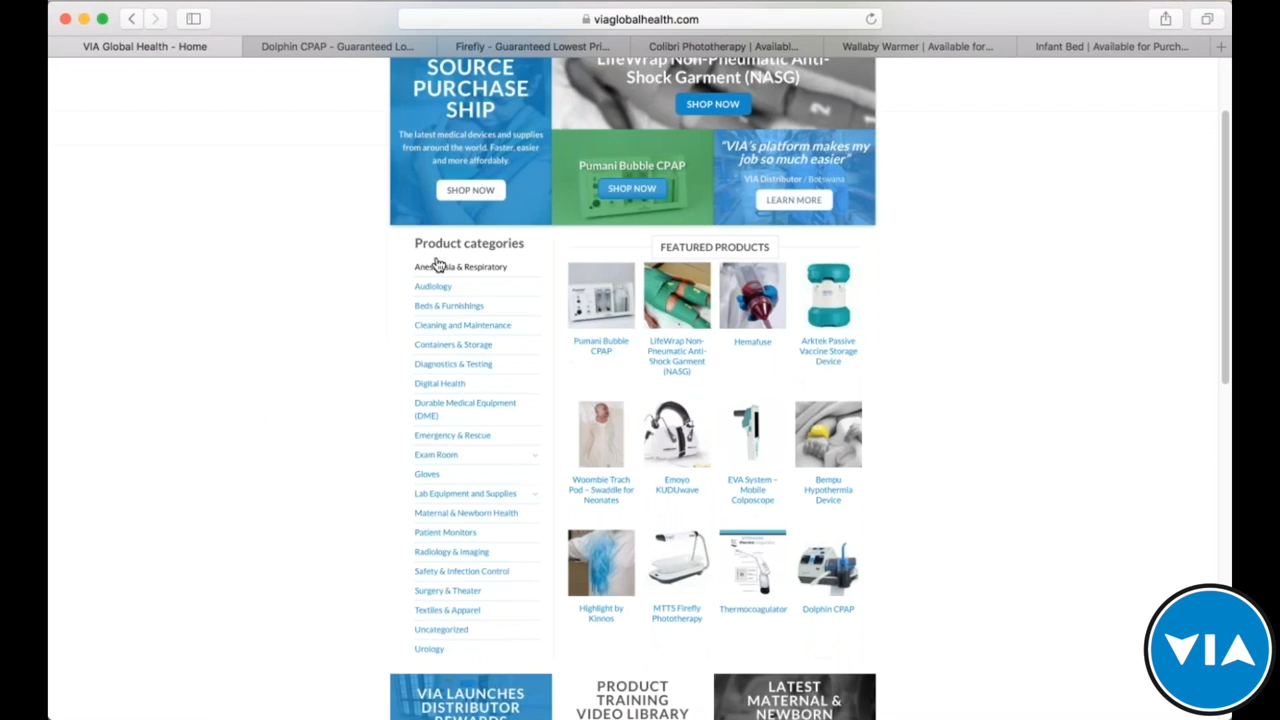 viaglobalhealth.com
VIA Global Health - Home
Dolphin CPAP - Guaranteed Lo...
Firefly - Guaranteed Lowest Pri...
Colibri Phototherapy | Availabl...
Wallaby Warmer | Available for...
Infant Bed | Available for Purch...
SOURCE
PURCHASE
SHIP
The latest medical devices and supplies
from around the world. Faster, easier
and more affordably.
SHOP NOW
LifeWrap Non-Pneumatic Anti-
Shock Garment (NASG)
SHOP NOW
Pumani Bubble CPAP
SHOP NOW
"VIA's platform makes my
job so much easier"
VIA Distributor / Botswana
LEARN MORE
Product categories
Anesthesia & Respiratory
Audiology
Beds & Furnishings
Cleaning and Maintenance
Containers & Storage
Diagnostics & Testing
Digital Health
Durable Medical Equipment
(DME)
Emergency & Rescue
Exam Room
Gloves
Lab Equipment and Supplies
Maternal & Newborn Health
Patient Monitors
Radiology & Imaging
Safety & Infection Control
Surgery & Theater
Textiles & Apparel
Uncategorized
Urology
FEATURED PRODUCTS
Pumani Bubble
CPAP
LifeWrap Non-
Pneumatic Anti-
Shock Garment
(NASG)
Hemafuse
Arktek Passive
Vaccine Storage
Device
Woombie Trach
Pod – Swaddle for
Neonates
Emoyo
KUDUwave
EVA System –
Mobile
Colposcope
Bempu
Hypothermia
Device
Highlight by
Kinnos
MTTS Firefly
Phototherapy
Thermocoagulator
Dolphin CPAP
VIA LAUNCHES
DISTRIBUTOR
REWARDS
PRODUCT
TRAINING
VIDEO LIBRARY
LATEST
MATERNAL &
NEWBORN
VIA